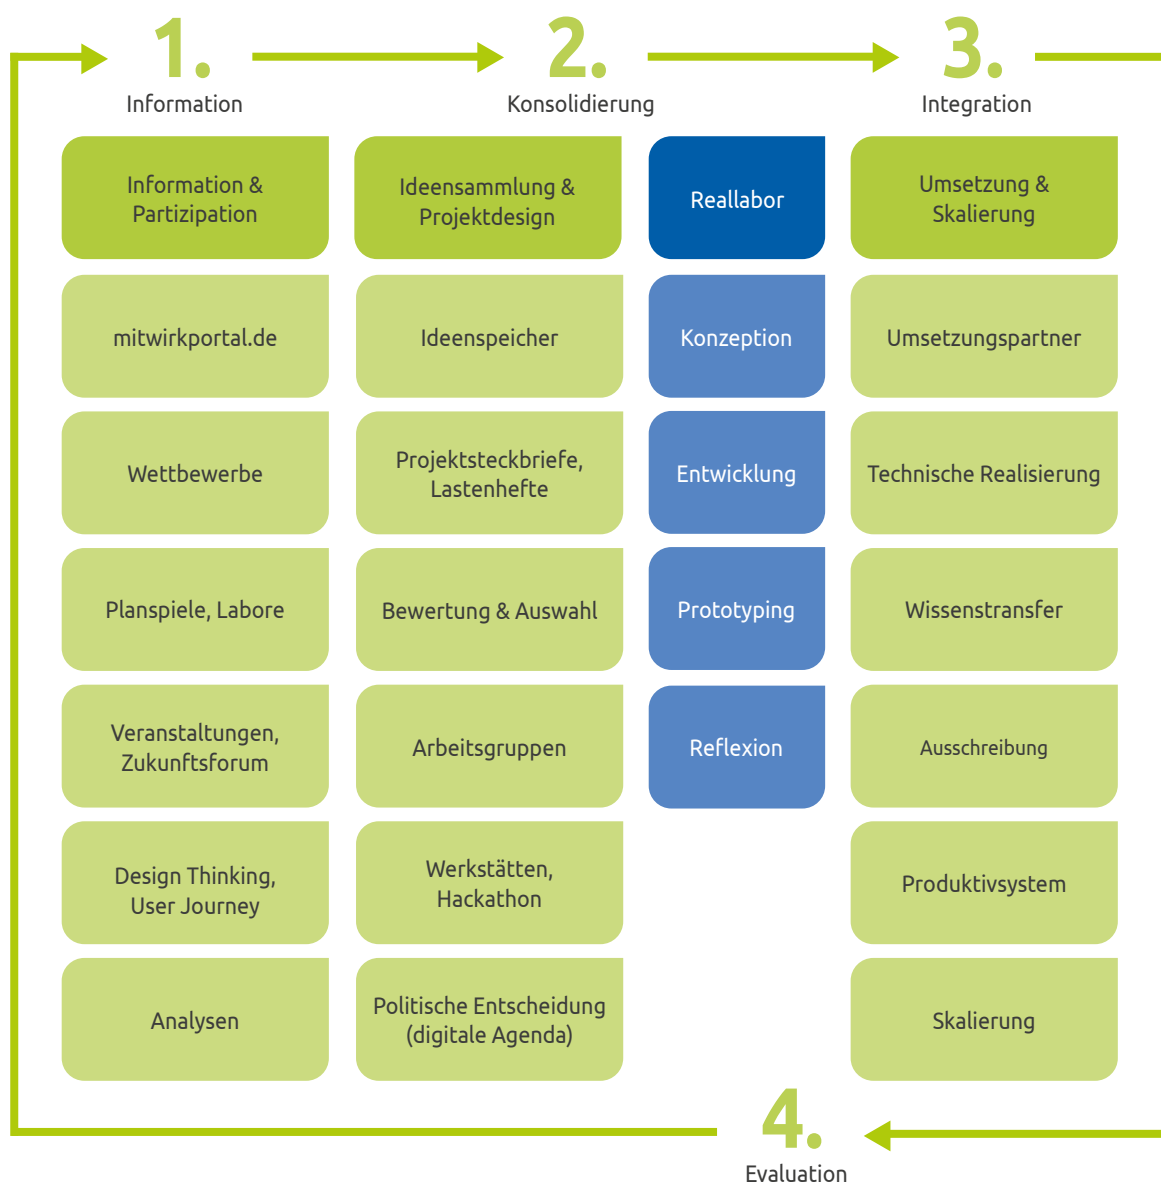 1.
Information
Information &
Partizipation
mitwirkportal.de
Wettbewerbe
Planspiele, Labore
Veranstaltungen,
Zukunftsforum
Design Thinking,
User Journey
Analysen
2.
Konsolidierung
Ideensammlung &
Projektdesign
Ideenspeicher
Projektsteckbriefe,
Lastenhefte
Bewertung & Auswahl
Arbeitsgruppen
Werkstätten,
Hackathon
Politische Entscheidung
(digitale Agenda)
Reallabor
Konzeption
Entwicklung
Prototyping
Reflexion
3.
Integration
Umsetzung &
Skalierung
Umsetzungspartner
Technische Realisierung
Wissenstransfer
Ausschreibung
Produktivsystem
Skalierung
4.
Evaluation